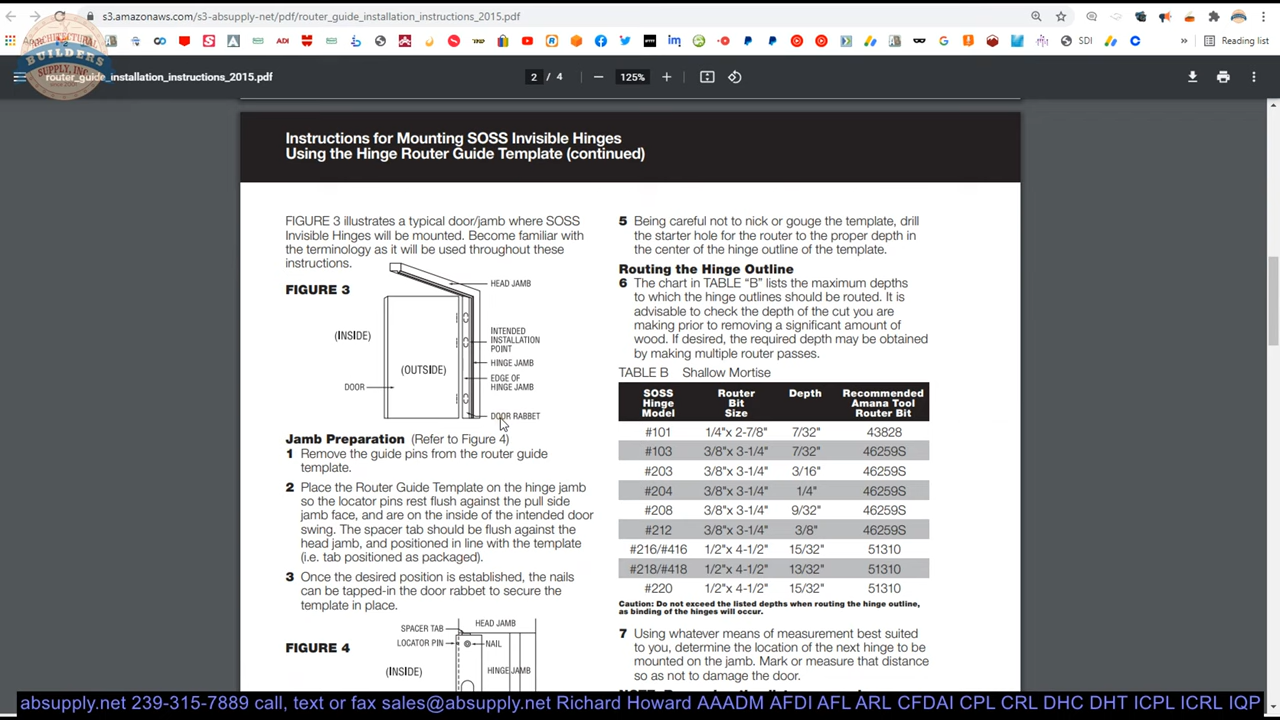 s3.amazonaws.com/s3-absupply-net/pdf/router_guide_installation_instructions_2015.pdf
SDI
»
Reading list
ARCHITECTURAL
BUILDERS
SUPPLY, INC.
router_guide_installation_instructions_2015.pdf
2 / 4
125%
Instructions for Mounting SOSS Invisible Hinges
Using the Hinge Router Guide Template (continued)
FIGURE 3 illustrates a typical door/jamb where SOSS
Invisible Hinges will be mounted. Become familiar with
the terminology as it will be used throughout these
instructions.
FIGURE 3
HEAD JAMB
(INSIDE)
INTENDED
INSTALLATION
POINT
HINGE JAMB
(OUTSIDE)
EDGE OF
HINGE JAMB
DOOR
DOOR RABBET
Jamb Preparation (Refer to Figure 4)
1 Remove the guide pins from the router guide
template.
2 Place the Router Guide Template on the hinge jamb
so the locator pins rest flush against the pull side
jamb face, and are on the inside of the intended door
swing. The spacer tab should be flush against the
head jamb, and positioned in line with the template
(i.e. tab positioned as packaged).
3 Once the desired position is established, the nails
can be tapped-in the door rabbet to secure the
template in place.
FIGURE 4
HEAD JAMB
SPACER TAB
LOCATOR PIN
NAIL
(INSIDE)
HINGE JAMB
5 Being careful not to nick or gouge the template, drill
the starter hole for the router to the proper depth in
the center of the hinge outline of the template.
Routing the Hinge Outline
6 The chart in TABLE “B” lists the maximum depths
to which the hinge outlines should be routed. It is
advisable to check the depth of the cut you are
making prior to removing a significant amount of
wood. If desired, the required depth may be obtained
by making multiple router passes.
TABLE B Shallow Mortise
SOSS Hinge Model Router Bit Size Depth Recommended Amana Tool Router Bit
#101 1/4"x 2-7/8" 7/32" 43828
#103 3/8"x 3-1/4" 7/32" 46259S
#203 3/8"x 3-1/4" 3/16" 46259S
#204 3/8"x 3-1/4" 1/4" 46259S
#208 3/8"x 3-1/4" 9/32" 46259S
#212 3/8"x 3-1/4" 3/8" 46259S
#216/#416 1/2"x 4-1/2" 15/32" 51310
#218/#418 1/2"x 4-1/2" 13/32" 51310
#220 1/2"x 4-1/2" 15/32" 51310
Caution: Do not exceed the listed depths when routing the hinge outline,
as binding of the hinges will occur.
7 Using whatever means of measurement best suited
to you, determine the location of the next hinge to be
mounted on the jamb. Mark or measure that distance
so as not to damage the door.
absupply.net 239-315-7889 call, text or fax sales@absupply.net Richard Howard AAADM AFDI AFL ARL CFDAI CPL CRL DHC DHT ICPL ICRL IQP